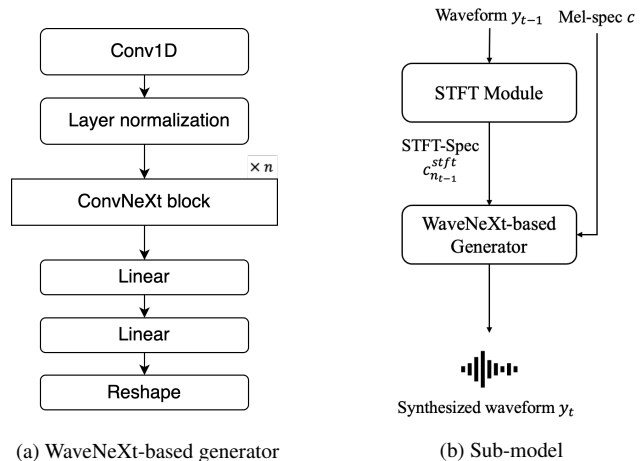 Conv1D
Layer normalization
× n
ConvNeXt block
Linear
Linear
Reshape
(a) WaveNeXt-based generator
Waveform y_{t−1}
Mel-spec c
STFT Module
STFT-Spec
c^{stft}_{n_{t−1}}
WaveNeXt-based
Generator
Synthesized waveform y_t
(b) Sub-model